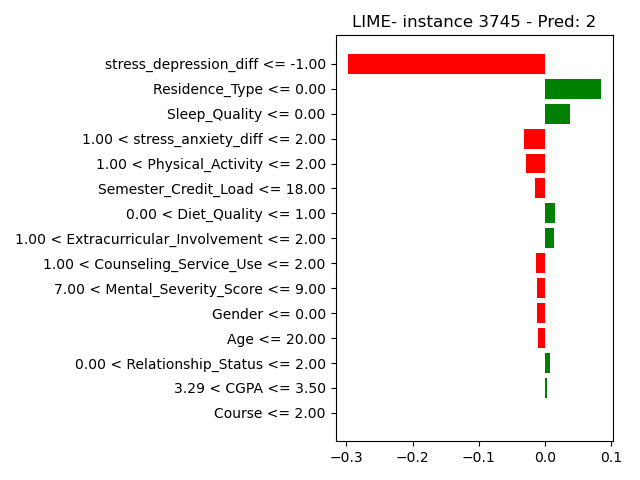 LIME- instance 3745 - Pred: 2
stress_depression_diff <= -1.00
Residence_Type <= 0.00
Sleep_Quality <= 0.00
1.00 < stress_anxiety_diff <= 2.00
1.00 < Physical_Activity <= 2.00
Semester_Credit_Load <= 18.00
0.00 < Diet_Quality <= 1.00
1.00 < Extracurricular_Involvement <= 2.00
1.00 < Counseling_Service_Use <= 2.00
7.00 < Mental_Severity_Score <= 9.00
Gender <= 0.00
Age <= 20.00
0.00 < Relationship_Status <= 2.00
3.29 < CGPA <= 3.50
Course <= 2.00
−0.3 −0.2 −0.1 0.0 0.1